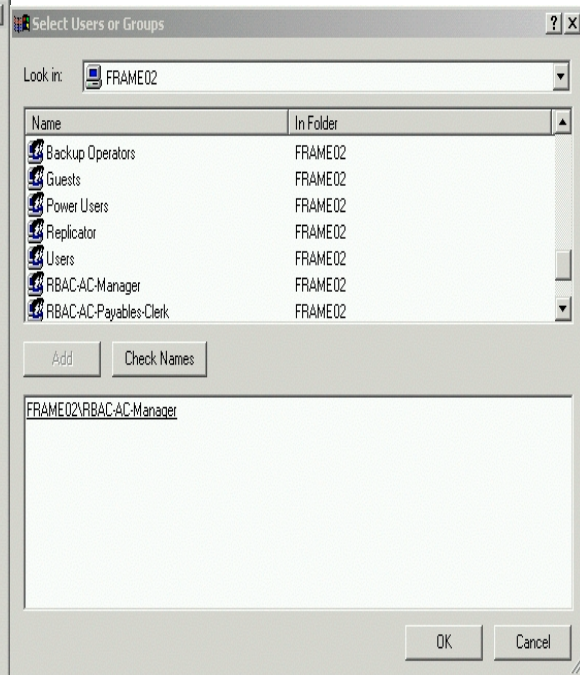 Select Users or Groups
Look in: FRAME02
Name In Folder
Backup Operators FRAME02
Guests FRAME02
Power Users FRAME02
Replicator FRAME02
Users FRAME02
RBAC-AC-Manager FRAME02
RBAC-AC-Payables-Clerk FRAME02
Add Check Names
FRAME02\RBAC-AC-Manager
OK Cancel